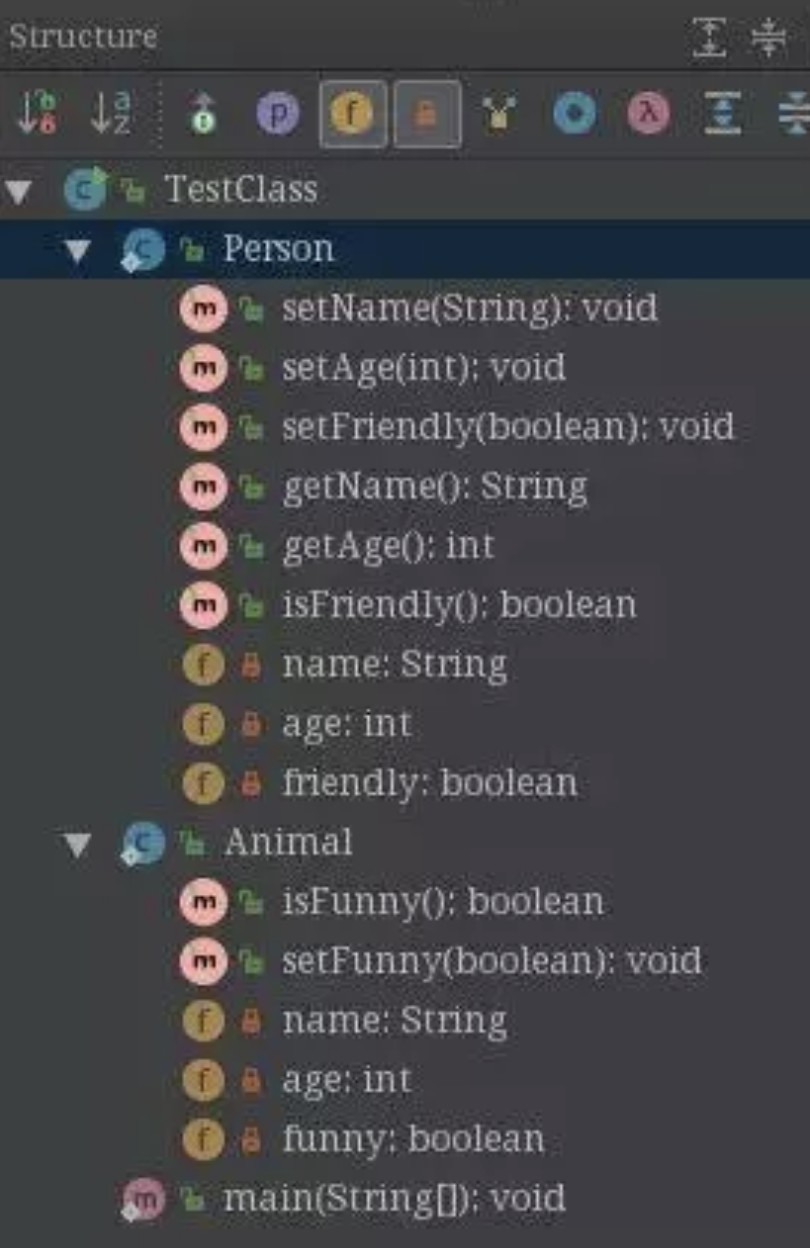 Structure
TestClass
Person
setName(String): void
setAge(int): void
setFriendly(boolean): void
getName(): String
getAge(): int
isFriendly(): boolean
name: String
age: int
friendly: boolean
Animal
isFunny(): boolean
setFunny(boolean): void
name: String
age: int
funny: boolean
main(String[]): void